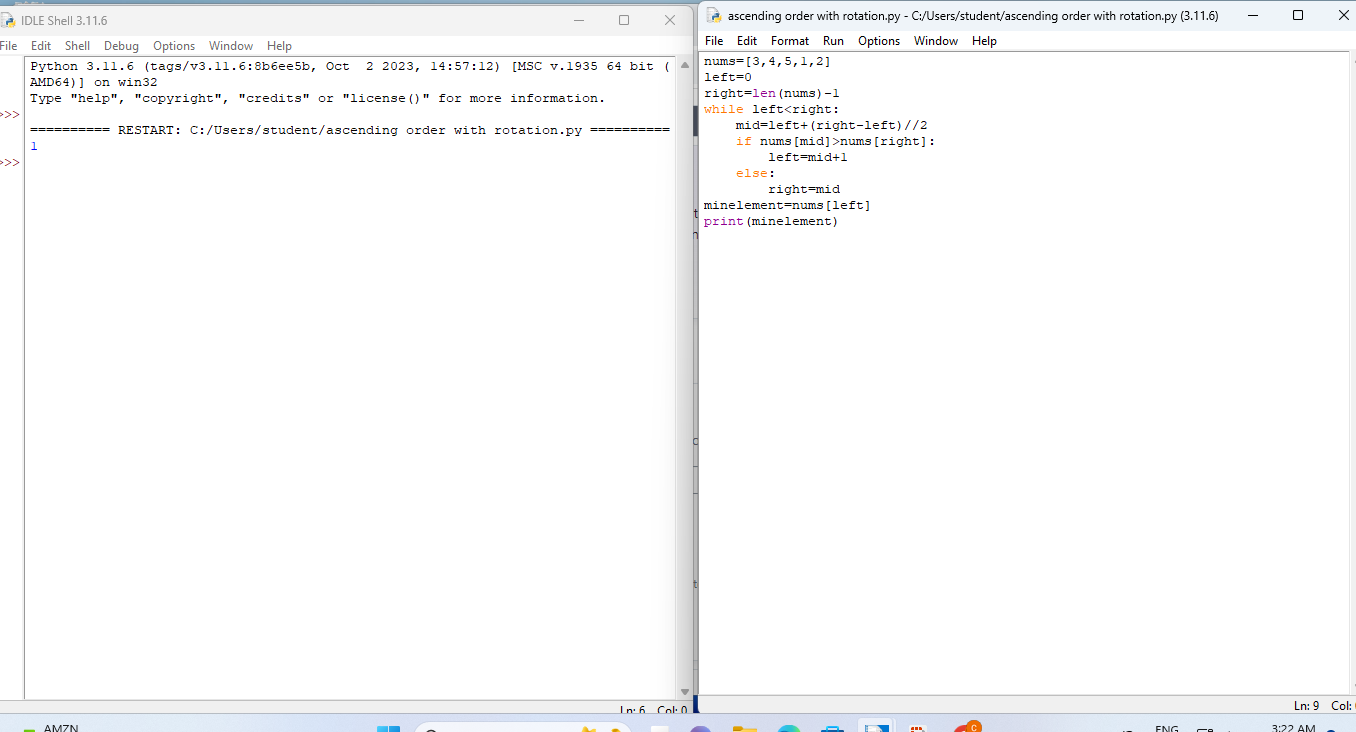 IDLE Shell 3.11.6
File Edit Shell Debug Options Window Help
Python 3.11.6 (tags/v3.11.6:8b6ee5b, Oct  2 2023, 14:57:12) [MSC v.1935 64 bit (
AMD64)] on win32
Type "help", "copyright", "credits" or "license()" for more information.
>>>
========== RESTART: C:/Users/student/ascending order with rotation.py ==========
1
>>>
Ln: 6 Col: 0
ascending order with rotation.py - C:/Users/student/ascending order with rotation.py (3.11.6)
File Edit Format Run Options Window Help
nums=[3,4,5,1,2]
left=0
right=len(nums)-1
while left<right:
    mid=left+(right-left)//2
    if nums[mid]>nums[right]:
        left=mid+1
    else:
        right=mid
minelement=nums[left]
print(minelement)
Ln: 9 Col:
AMZN
ENG
3:22 AM